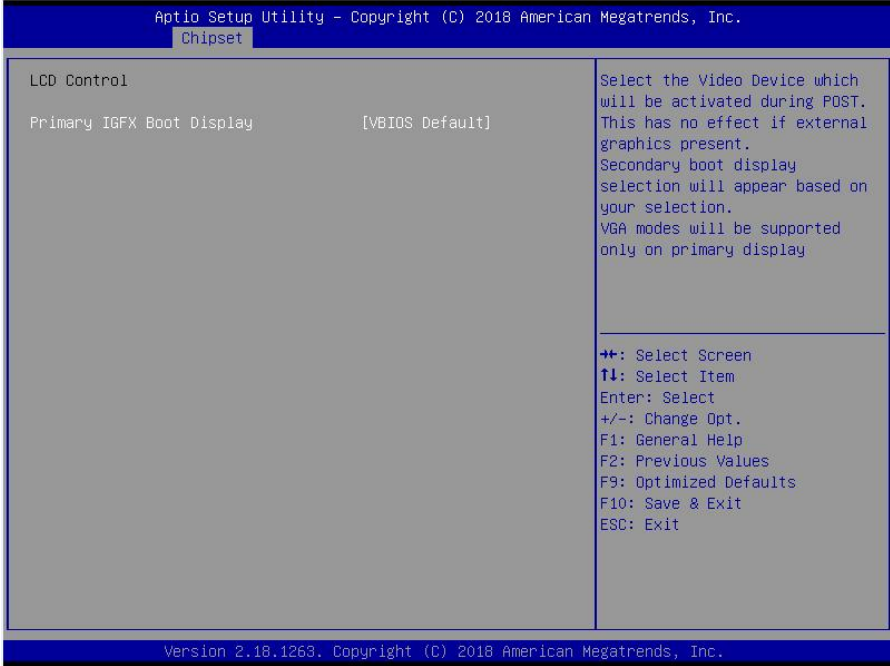 Aptio Setup Utility – Copyright (C) 2018 American Megatrends, Inc.
Chipset
LCD Control
Primary IGFX Boot Display [VBIOS Default]
Select the Video Device which
will be activated during POST.
This has no effect if external
graphics present.
Secondary boot display
selection will appear based on
your selection.
VGA modes will be supported
only on primary display
→←: Select Screen
↑↓: Select Item
Enter: Select
+/-: Change Opt.
F1: General Help
F2: Previous Values
F9: Optimized Defaults
F10: Save & Exit
ESC: Exit
Version 2.18.1263. Copyright (C) 2018 American Megatrends, Inc.